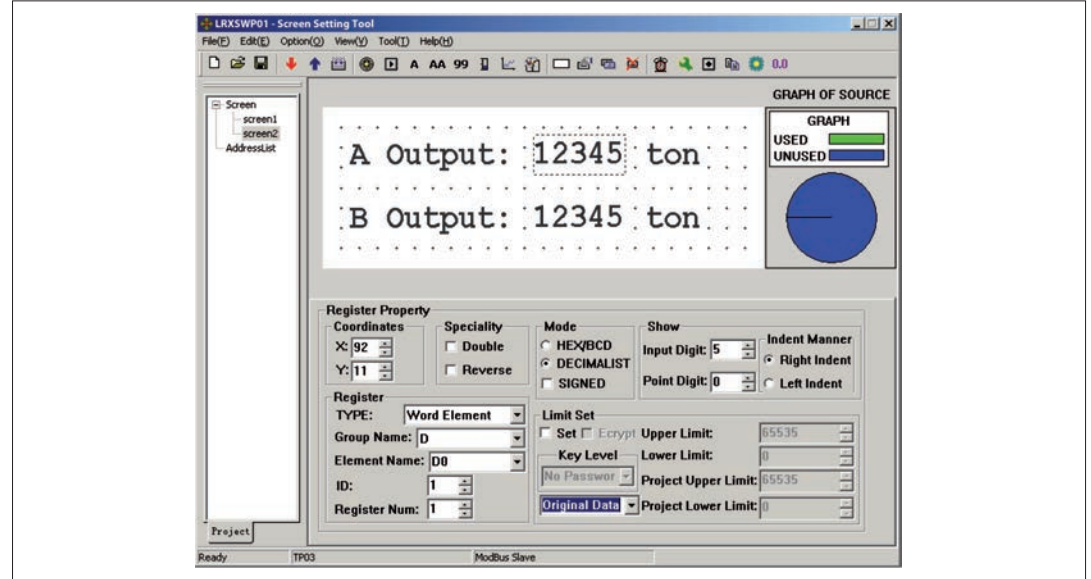 LRXSWP01 - Screen Setting Tool
File(F) Edit(E) Option(O) View(V) Tool(T) Help(H)
A AA 99 0.0
Screen
screen1
screen2
AddressList
GRAPH OF SOURCE
GRAPH
USED
UNUSED
A Output: 12345 ton
B Output: 12345 ton
Register Property
Coordinates
X: 92
Y: 11
Speciality
Double
Reverse
Mode
HEX/BCD
DECIMALIST
SIGNED
Show
Input Digit: 5
Point Digit: 0
Indent Manner
Right Indent
Left Indent
Register
TYPE: Word Element
Group Name: D
Element Name: D0
ID: 1
Register Num: 1
Limit Set
Set Ecrypt
Key Level
No Passwor
Original Data
Upper Limit: 65535
Lower Limit: 0
Project Upper Limit: 65535
Project Lower Limit: 0
Project
Ready TP03 ModBus Slave